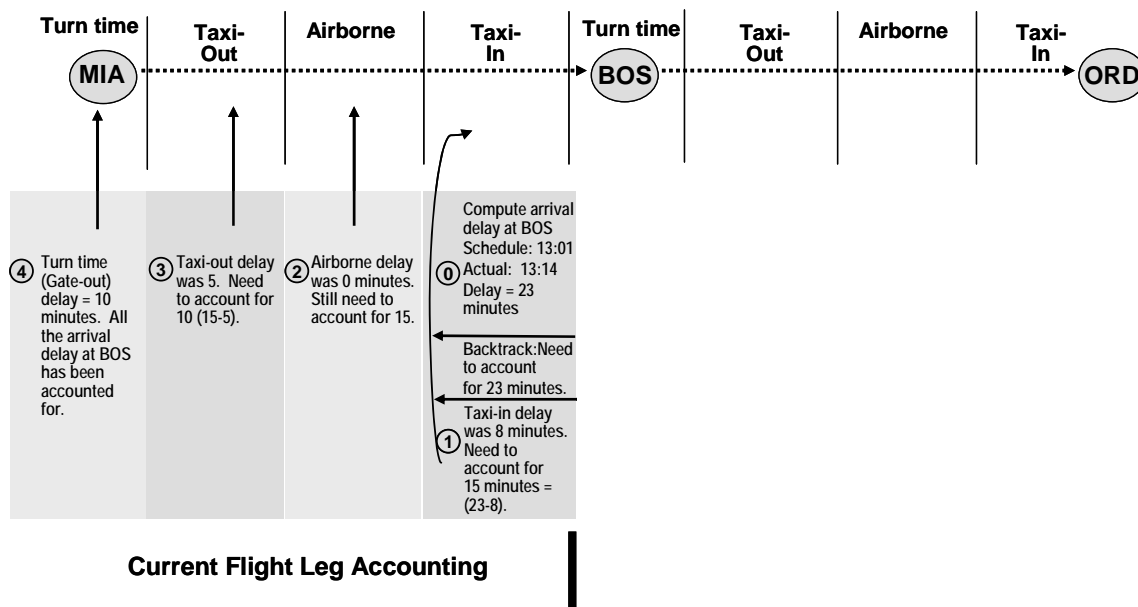 Turn time
Taxi-
Out
Airborne
Taxi-
In
Turn time
Taxi-
Out
Airborne
Taxi-
In
MIA
BOS
ORD
4
Turn time
(Gate-out)
delay = 10
minutes. All
the arrival
delay at BOS
has been
accounted
for.
3
Taxi-out delay
was 5. Need
to account for
10 (15-5).
2
Airborne delay
was 0 minutes.
Still need to
account for 15.
0
Compute arrival
delay at BOS
Schedule: 13:01
Actual: 13:14
Delay = 23
minutes
Backtrack:Need
to account
for 23 minutes.
1
Taxi-in delay
was 8 minutes.
Need to
account for
15 minutes =
(23-8).
Current Flight Leg Accounting